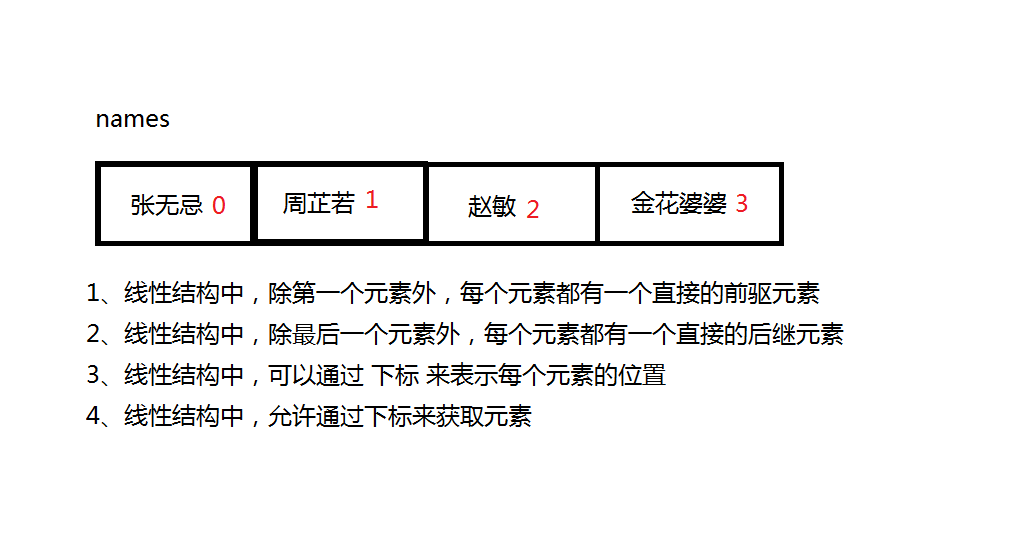 names
张无忌 0 周芷若 1 赵敏 2 金花婆婆 3
1、线性结构中，除第一个元素外，每个元素都有一个直接的前驱元素
2、线性结构中，除最后一个元素外，每个元素都有一个直接的后继元素
3、线性结构中，可以通过 下标 来表示每个元素的位置
4、线性结构中，允许通过下标来获取元素